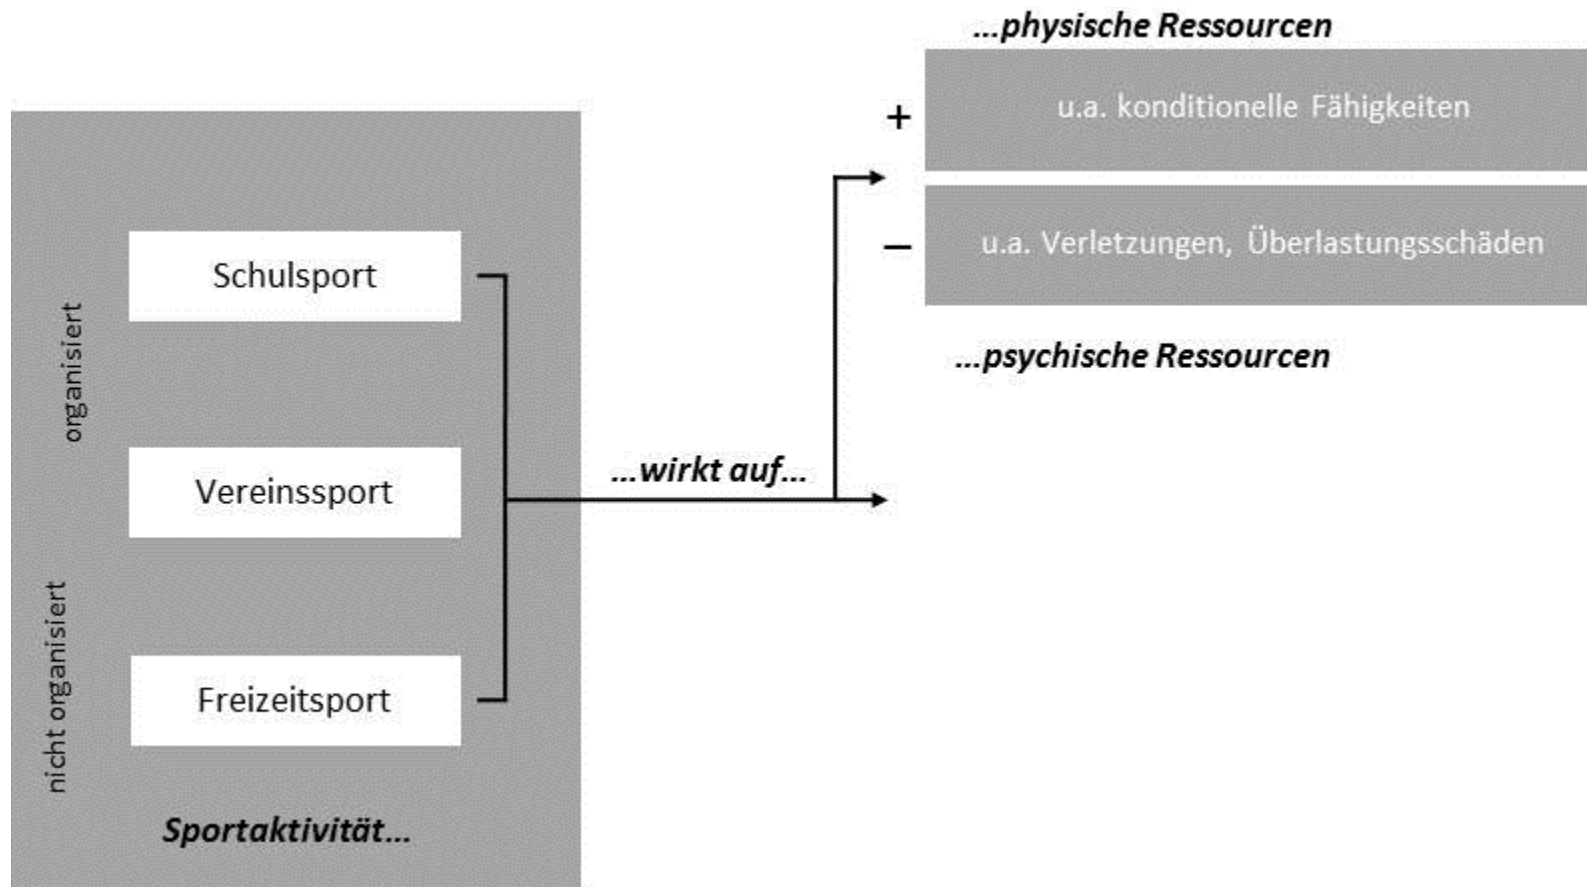 ...physische Ressourcen
+
u.a. konditionelle Fähigkeiten
–
u.a. Verletzungen, Überlastungsschäden
...psychische Ressourcen
organisiert
Schulsport
Vereinssport
...wirkt auf...
nicht organisiert
Freizeitsport
Sportaktivität...